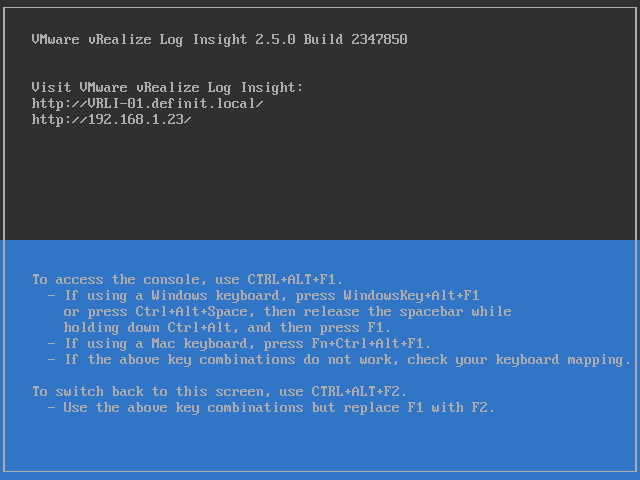 VMware vRealize Log Insight 2.5.0 Build 2347850
Visit VMware vRealize Log Insight:
http://VRLI-01.definit.local/
http://192.168.1.23/
To access the console, use CTRL+ALT+F1.
– If using a Windows keyboard, press WindowsKey+Alt+F1
or press Ctrl+Alt+Space, then release the spacebar while
holding down Ctrl+Alt, and then press F1.
– If using a Mac keyboard, press Fn+Ctrl+Alt+F1.
– If the above key combinations do not work, check your keyboard mapping.
To switch back to this screen, use CTRL+ALT+F2.
– Use the above key combinations but replace F1 with F2.